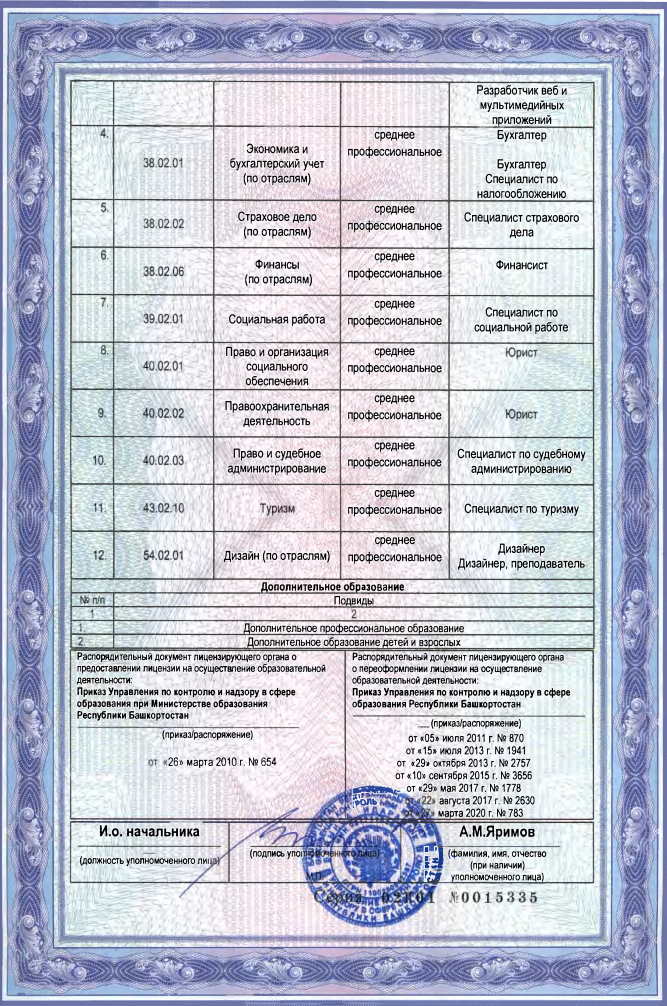 Разработчик веб и
мультимедийных
приложений
4.
38.02.01
Экономика и
бухгалтерский учет
(по отраслям)
среднее
профессиональное
Бухгалтер
Бухгалтер
Специалист по
налогообложению
5.
38.02.02
Страховое дело
(по отраслям)
среднее
профессиональное
Специалист страхового
дела
6.
38.02.06
Финансы
(по отраслям)
среднее
профессиональное
Финансист
7.
39.02.01
Социальная работа
среднее
профессиональное
Специалист по
социальной работе
8.
40.02.01
Право и организация
социального
обеспечения
среднее
профессиональное
Юрист
9.
40.02.02
Правоохранительная
деятельность
среднее
профессиональное
Юрист
10.
40.02.03
Право и судебное
администрирование
среднее
профессиональное
Специалист по судебному
администрированию
11.
43.02.10
Туризм
среднее
профессиональное
Специалист по туризму
12.
54.02.01
Дизайн (по отраслям)
среднее
профессиональное
Дизайнер
Дизайнер, преподаватель
Дополнительное образование
№ п/п
Подвиды
1
2
1.
Дополнительное профессиональное образование
2.
Дополнительное образование детей и взрослых
Распорядительный документ лицензирующего органа о
предоставлении лицензии на осуществление образовательной
деятельности:
Приказ Управления по контролю и надзору в сфере
образования при Министерстве образования
Республики Башкортостан
(приказ/распоряжение)
от «26» марта 2010 г. № 654
Распорядительный документ лицензирующего органа
о переоформлении лицензии на осуществление
образовательной деятельности:
Приказ Управления по контролю и надзору в сфере
образования Республики Башкортостан
(приказ/распоряжение)
от «05» июля 2011 г. № 870
от «15» июля 2013 г. № 1941
от «29» октября 2013 г. № 2757
от «10» сентября 2015 г. № 3656
от «29» мая 2017 г. № 1778
от «22» августа 2017 г. № 2630
от «27» марта 2020 г. № 783
И.о. начальника
(должность уполномоченного лица)
(подпись уполномоченного лица)
М.П.
А.М.Яримов
(фамилия, имя, отчество
(при наличии)
уполномоченного лица)
Серия 02Л01 №0015335